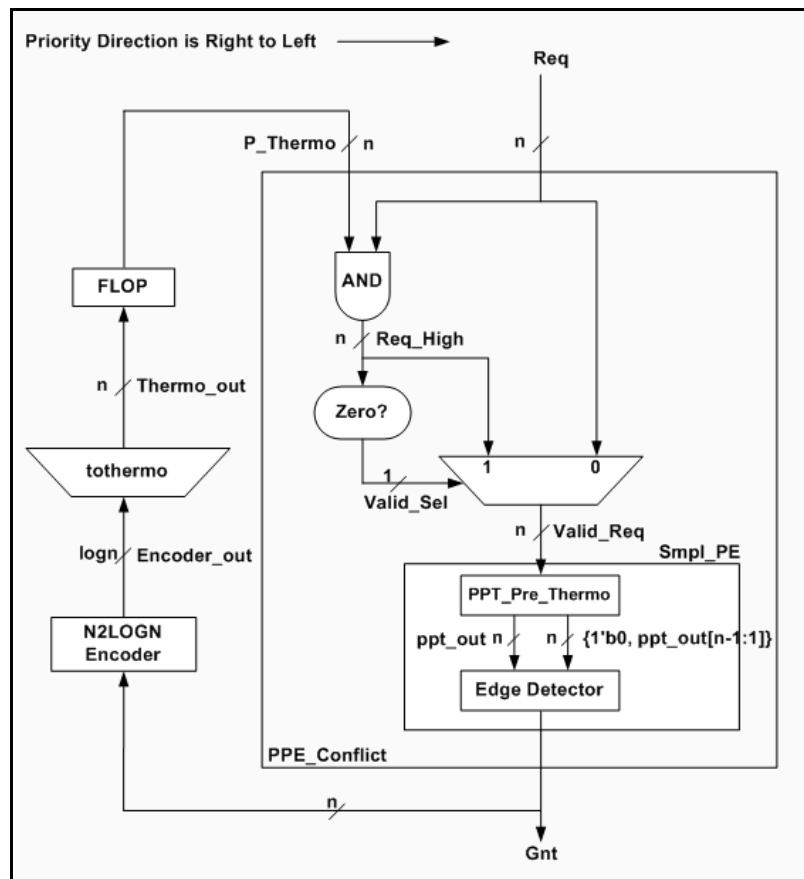 Priority Direction is Right to Left
Req
P_Thermo
n
n
AND
FLOP
n
Req_High
n
Thermo_out
Zero?
1
0
tothermo
1
Valid_Sel
n
Valid_Req
logn
Encoder_out
Smpl_PE
PPT_Pre_Thermo
N2LOGN
Encoder
ppt_out
n
n
{1'b0, ppt_out[n-1:1]}
Edge Detector
PPE_Conflict
n
Gnt